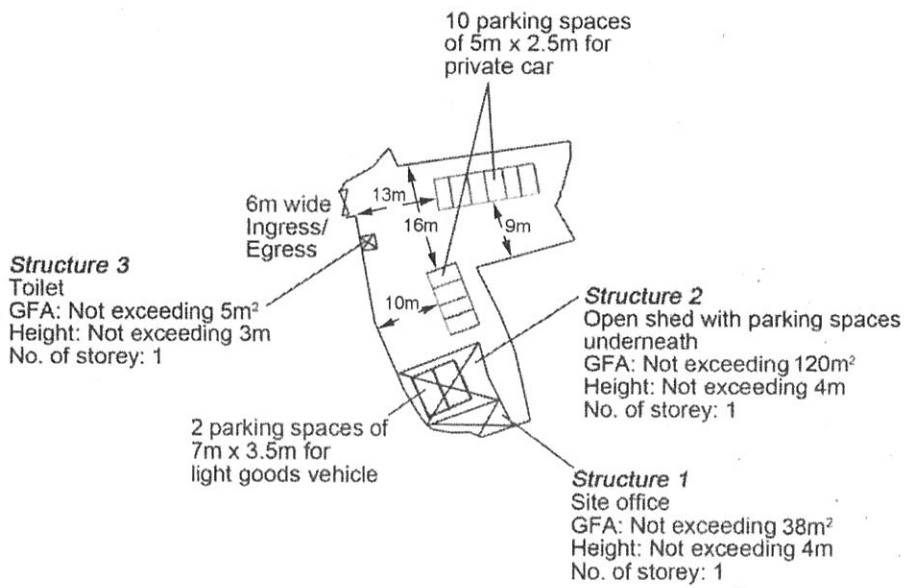 10 parking spaces
of 5m x 2.5m for
private car
6m wide
Ingress/
Egress
13m
16m
9m
10m
Structure 3
Toilet
GFA: Not exceeding 5m²
Height: Not exceeding 3m
No. of storey: 1
Structure 2
Open shed with parking spaces
underneath
GFA: Not exceeding 120m²
Height: Not exceeding 4m
No. of storey: 1
2 parking spaces of
7m x 3.5m for
light goods vehicle
Structure 1
Site office
GFA: Not exceeding 38m²
Height: Not exceeding 4m
No. of storey: 1